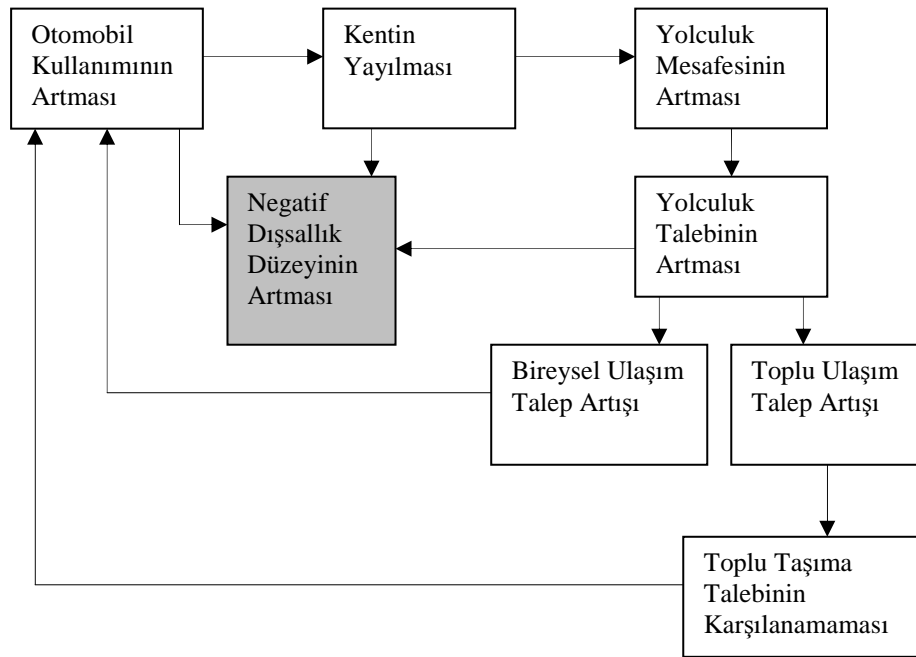 Otomobil
Kullanımının
Artması
Kentin
Yayılması
Yolculuk
Mesafesinin
Artması
Negatif
Dışsallık
Düzeyinin
Artması
Yolculuk
Talebinin
Artması
Bireysel Ulaşım
Talep Artışı
Toplu Ulaşım
Talep Artışı
Toplu Taşıma
Talebinin
Karşılanamaması